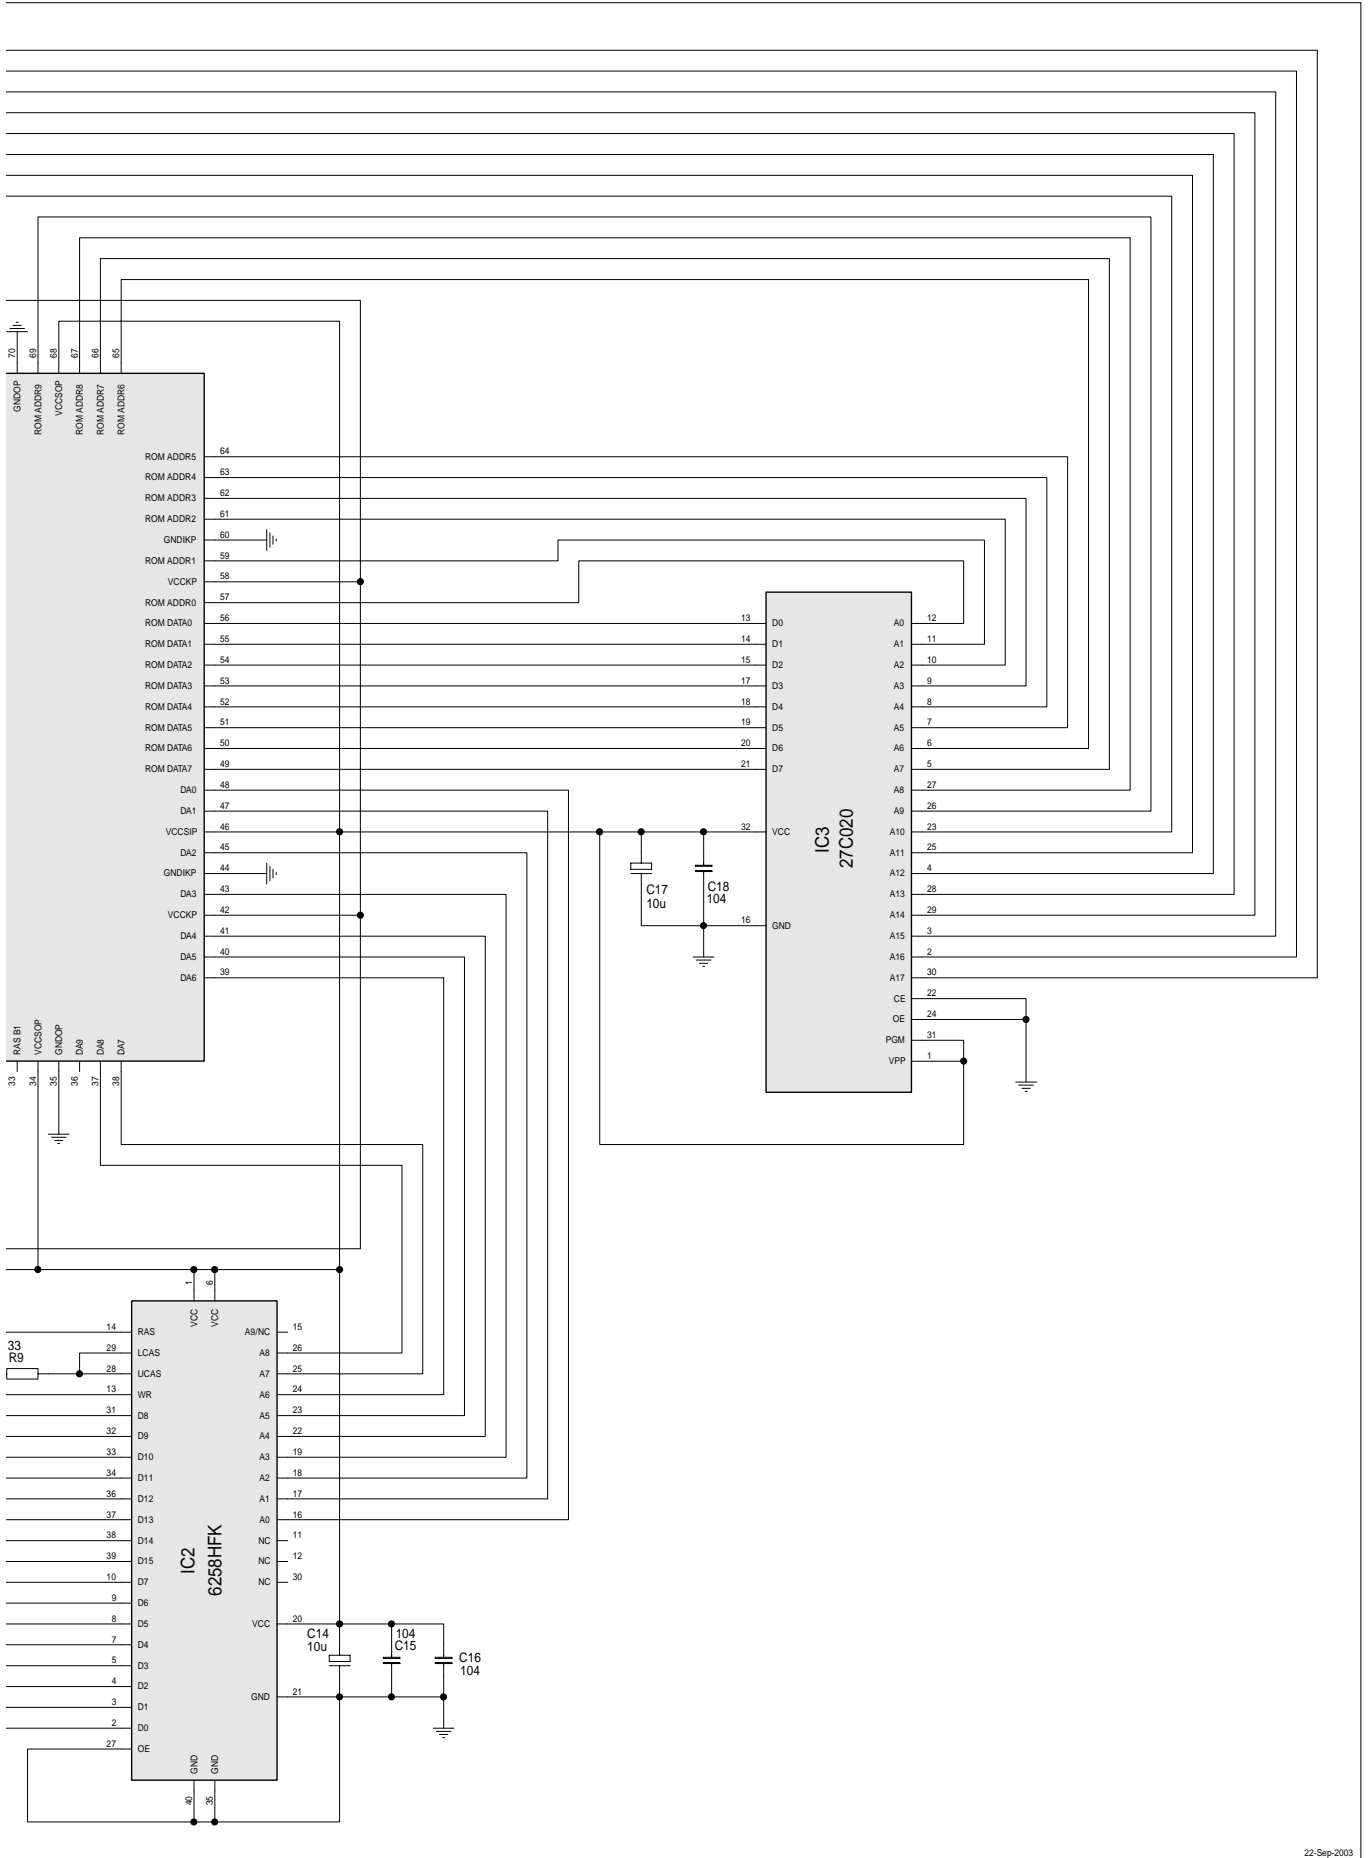 70
69
68
67
66
65
GNDOP
ROM ADDR9
VCCSOP
ROM ADDR8
ROM ADDR7
ROM ADDR6
ROM ADDR5 64
ROM ADDR4 63
ROM ADDR3 62
ROM ADDR2 61
GNDIKP 60
ROM ADDR1 59
VCCKP 58
ROM ADDR0 57
ROM DATA0 56
ROM DATA1 55
ROM DATA2 54
ROM DATA3 53
ROM DATA4 52
ROM DATA5 51
ROM DATA6 50
ROM DATA7 49
DA0 48
DA1 47
VCCSIP 46
DA2 45
GNDIKP 44
DA3 43
VCCKP 42
DA4 41
DA5 40
DA6 39
RAS B1
VCCSOP
GNDOP
DA9
DA8
DA7
33
34
35
36
37
38
13 D0
14 D1
15 D2
17 D3
18 D4
19 D5
20 D6
21 D7
32 VCC
16 GND
IC3
27C020
A0 12
A1 11
A2 10
A3 9
A4 8
A5 7
A6 6
A7 5
A8 27
A9 26
A10 23
A11 25
A12 4
A13 28
A14 29
A15 3
A16 2
A17 30
CE 22
OE 24
PGM 31
VPP 1
C17
10u
C18
104
1
6
VCC
VCC
33
R9
14 RAS
29 LCAS
28 UCAS
13 WR
31 D8
32 D9
33 D10
34 D11
36 D12
37 D13
38 D14
39 D15
10 D7
9 D6
8 D5
7 D4
5 D3
4 D2
3 D1
2 D0
27 OE
IC2
6258HFK
A9/NC 15
A8 26
A7 25
A6 24
A5 23
A4 22
A3 19
A2 18
A1 17
A0 16
NC 11
NC 12
NC 30
VCC 20
GND 21
GND
GND
40
35
C14
10u
104
C15
C16
104
22-Sep-2003